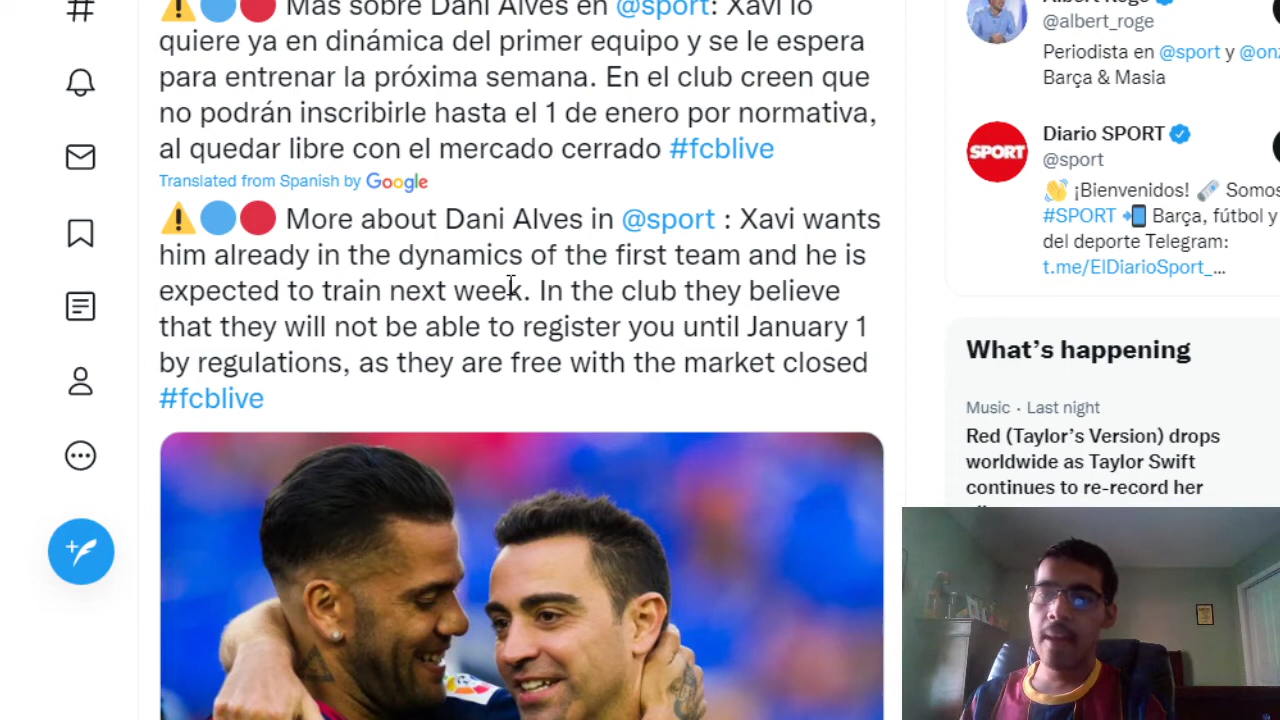 Más sobre Dani Alves en @sport: Xavi lo
quiere ya en dinámica del primer equipo y se le espera
para entrenar la próxima semana. En el club creen que
no podrán inscribirle hasta el 1 de enero por normativa,
al quedar libre con el mercado cerrado #fcblive
Translated from Spanish by Google
More about Dani Alves in @sport : Xavi wants
him already in the dynamics of the first team and he is
expected to train next week. In the club they believe
that they will not be able to register you until January 1
by regulations, as they are free with the market closed
#fcblive
@albert_roge
Periodista en @sport y
Barça & Masia
SPORT
Diario SPORT
@sport
¡Bienvenidos! Somos
#SPORT Barça, fútbol y
del deporte Telegram:
t.me/ElDiarioSport_...
What's happening
Music · Last night
Red (Taylor's Version) drops
worldwide as Taylor Swift
continues to re-record her